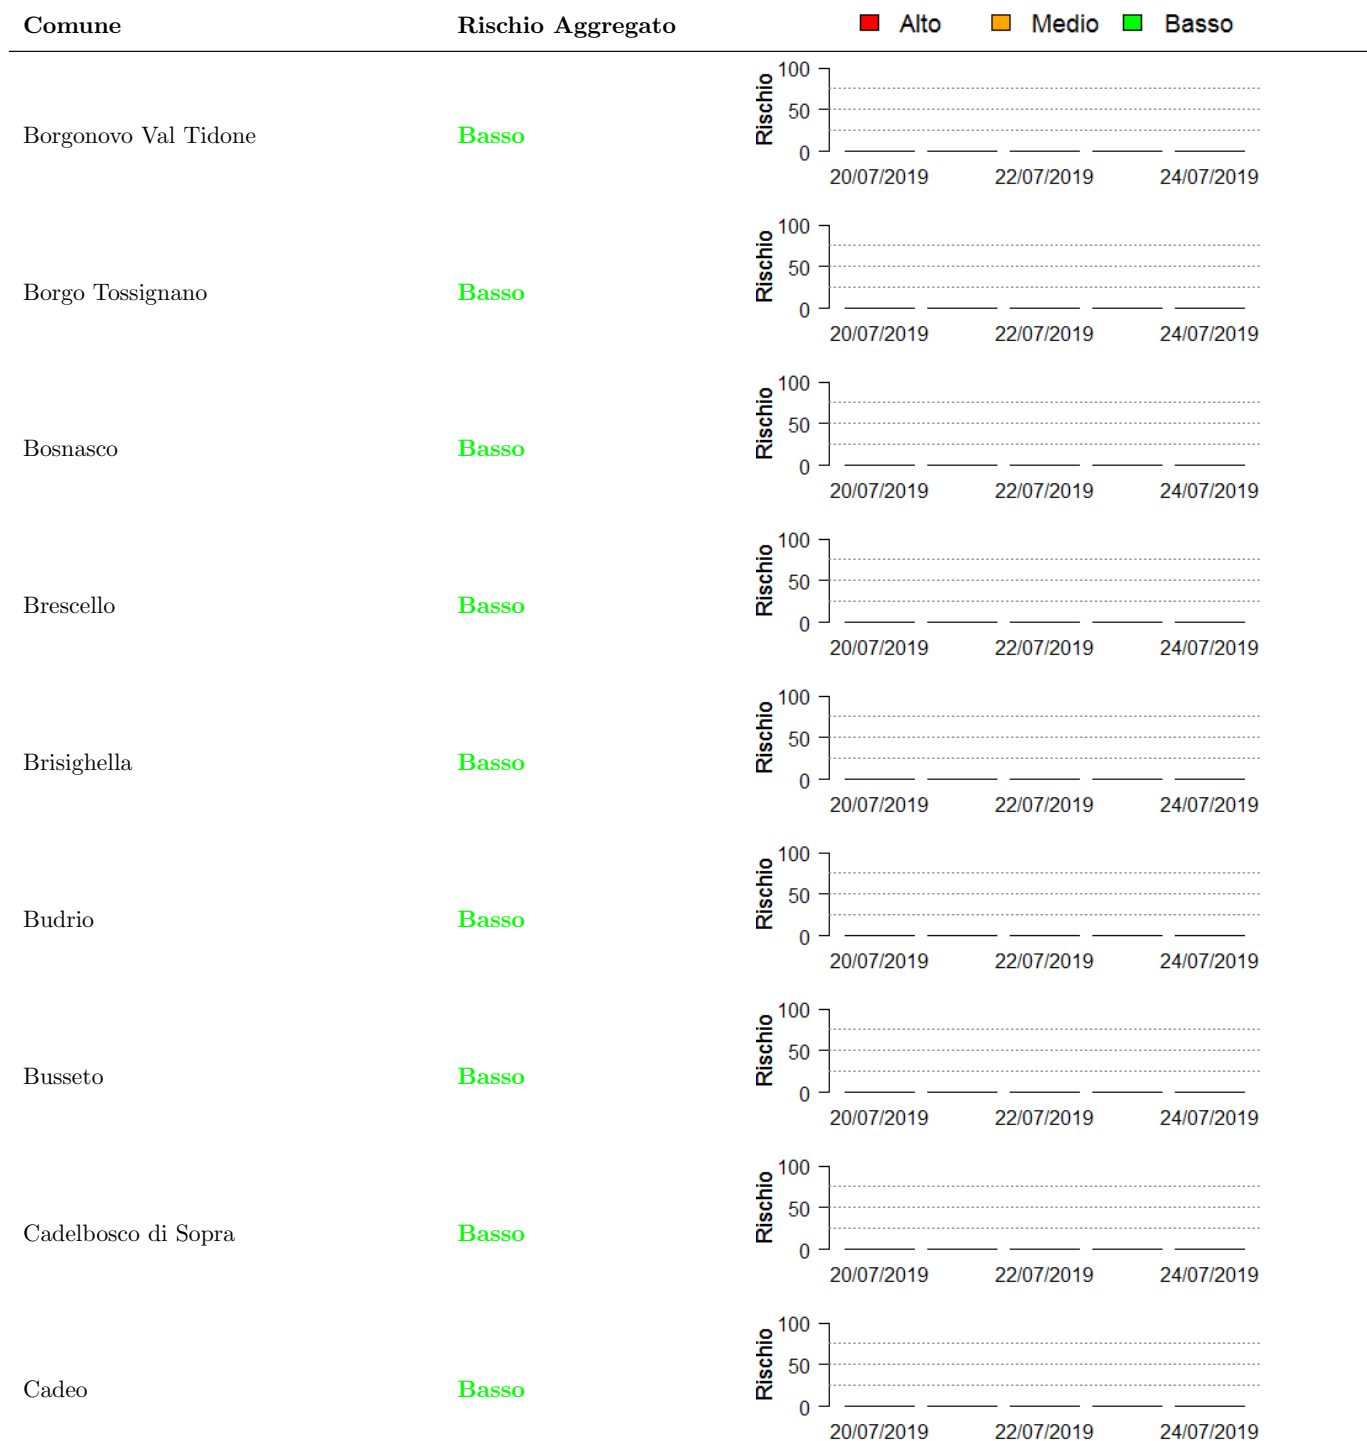 Comune Rischio Aggregato Alto Medio Basso
Borgonovo Val Tidone Basso Rischio 100 50 0
20/07/2019 22/07/2019 24/07/2019
Borgo Tossignano Basso Rischio 100 50 0
20/07/2019 22/07/2019 24/07/2019
Bosnasco Basso Rischio 100 50 0
20/07/2019 22/07/2019 24/07/2019
Brescello Basso Rischio 100 50 0
20/07/2019 22/07/2019 24/07/2019
Brisighella Basso Rischio 100 50 0
20/07/2019 22/07/2019 24/07/2019
Budrio Basso Rischio 100 50 0
20/07/2019 22/07/2019 24/07/2019
Busseto Basso Rischio 100 50 0
20/07/2019 22/07/2019 24/07/2019
Cadelbosco di Sopra Basso Rischio 100 50 0
20/07/2019 22/07/2019 24/07/2019
Cadeo Basso Rischio 100 50 0
20/07/2019 22/07/2019 24/07/2019